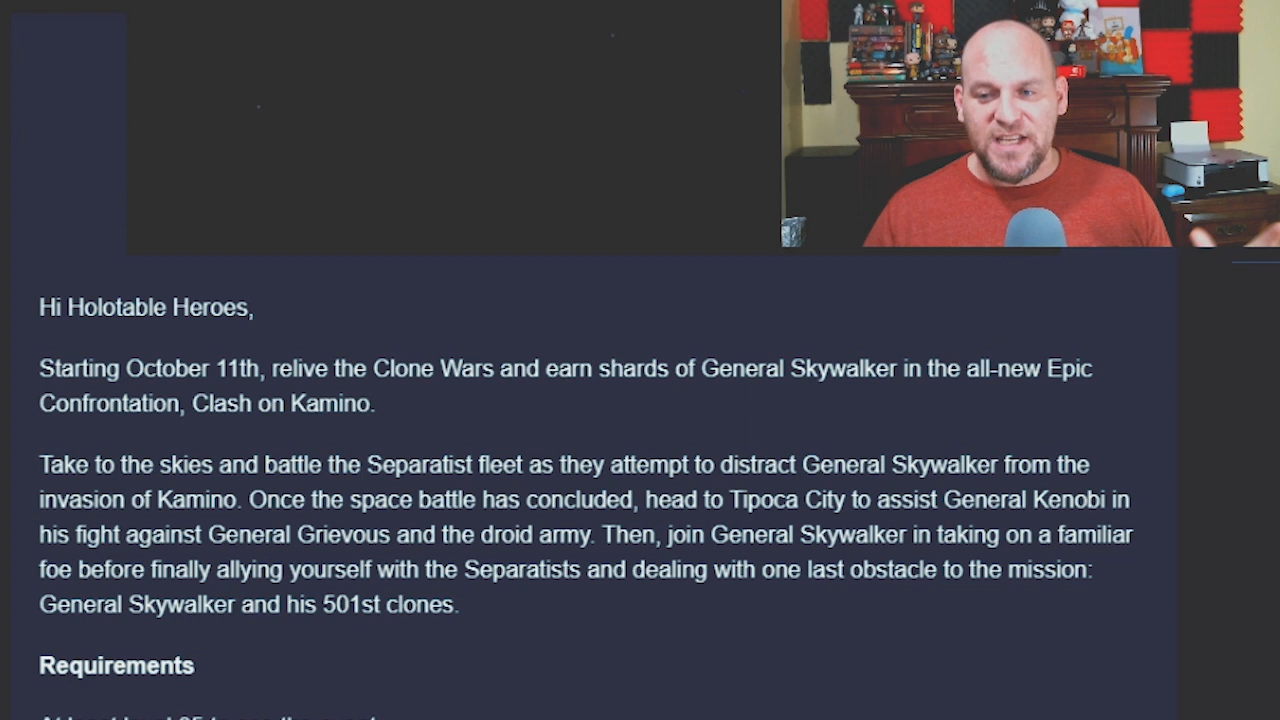 Hi Holotable Heroes,
Starting October 11th, relive the Clone Wars and earn shards of General Skywalker in the all-new Epic
Confrontation, Clash on Kamino.
Take to the skies and battle the Separatist fleet as they attempt to distract General Skywalker from the
invasion of Kamino. Once the space battle has concluded, head to Tipoca City to assist General Kenobi in
his fight against General Grievous and the droid army. Then, join General Skywalker in taking on a familiar
foe before finally allying yourself with the Separatists and dealing with one last obstacle to the mission:
General Skywalker and his 501st clones.
Requirements